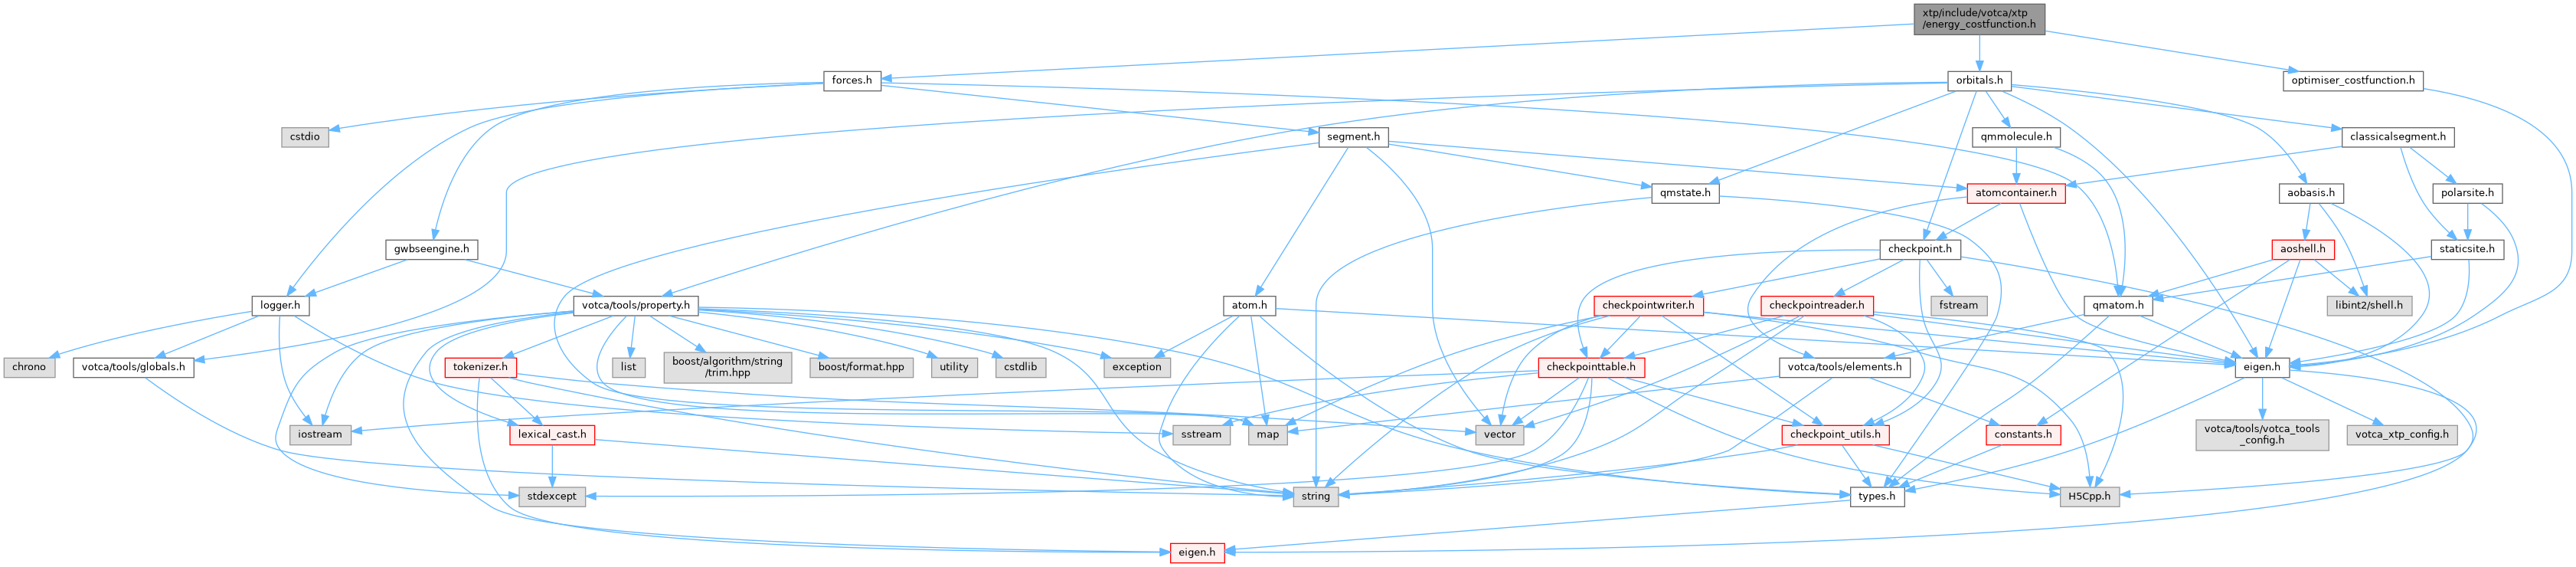 xtp/include/votca/xtp
/energy_costfunction.h
forces.h
orbitals.h
optimiser_costfunction.h
cstdio
segment.h
qmmolecule.h
classicalsegment.h
qmstate.h
atomcontainer.h
aobasis.h
polarsite.h
gwbseengine.h
checkpoint.h
aoshell.h
staticsite.h
logger.h
votca/tools/property.h
atom.h
checkpointwriter.h
checkpointreader.h
fstream
qmatom.h
libint2/shell.h
chrono
votca/tools/globals.h
tokenizer.h
list
boost/algorithm/string
/trim.hpp
boost/format.hpp
utility
cstdlib
exception
checkpointtable.h
votca/tools/elements.h
eigen.h
iostream
lexical_cast.h
sstream
map
vector
checkpoint_utils.h
constants.h
votca/tools/votca_tools
_config.h
votca_xtp_config.h
stdexcept
string
types.h
H5Cpp.h
eigen.h